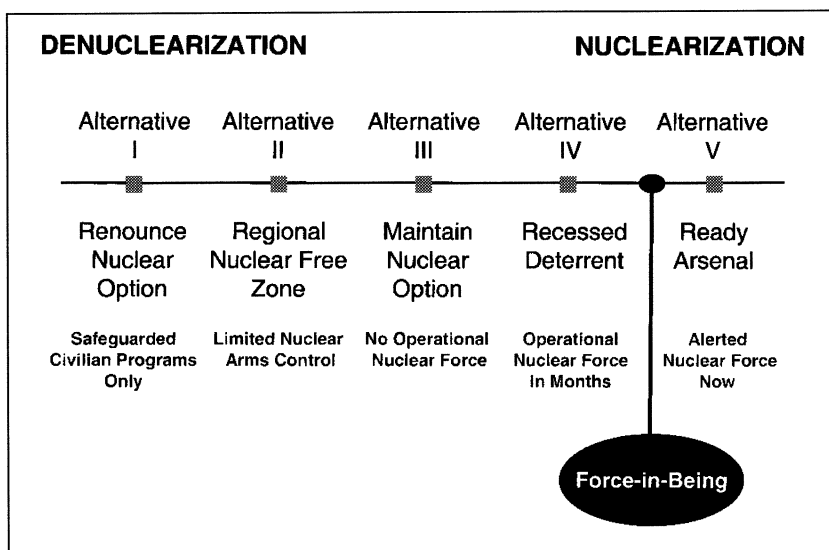 DENUCLEARIZATION NUCLEARIZATION
Alternative Alternative Alternative Alternative Alternative
I II III IV V
Renounce Regional Maintain Recessed Ready
Nuclear Nuclear Free Nuclear Deterrent Arsenal
Option Zone Option
Safeguarded Limited Nuclear No Operational Operational Alerted
Civilian Programs Arms Control Nuclear Force Nuclear Force Nuclear Force
Only In Months Now
Force-in-Being